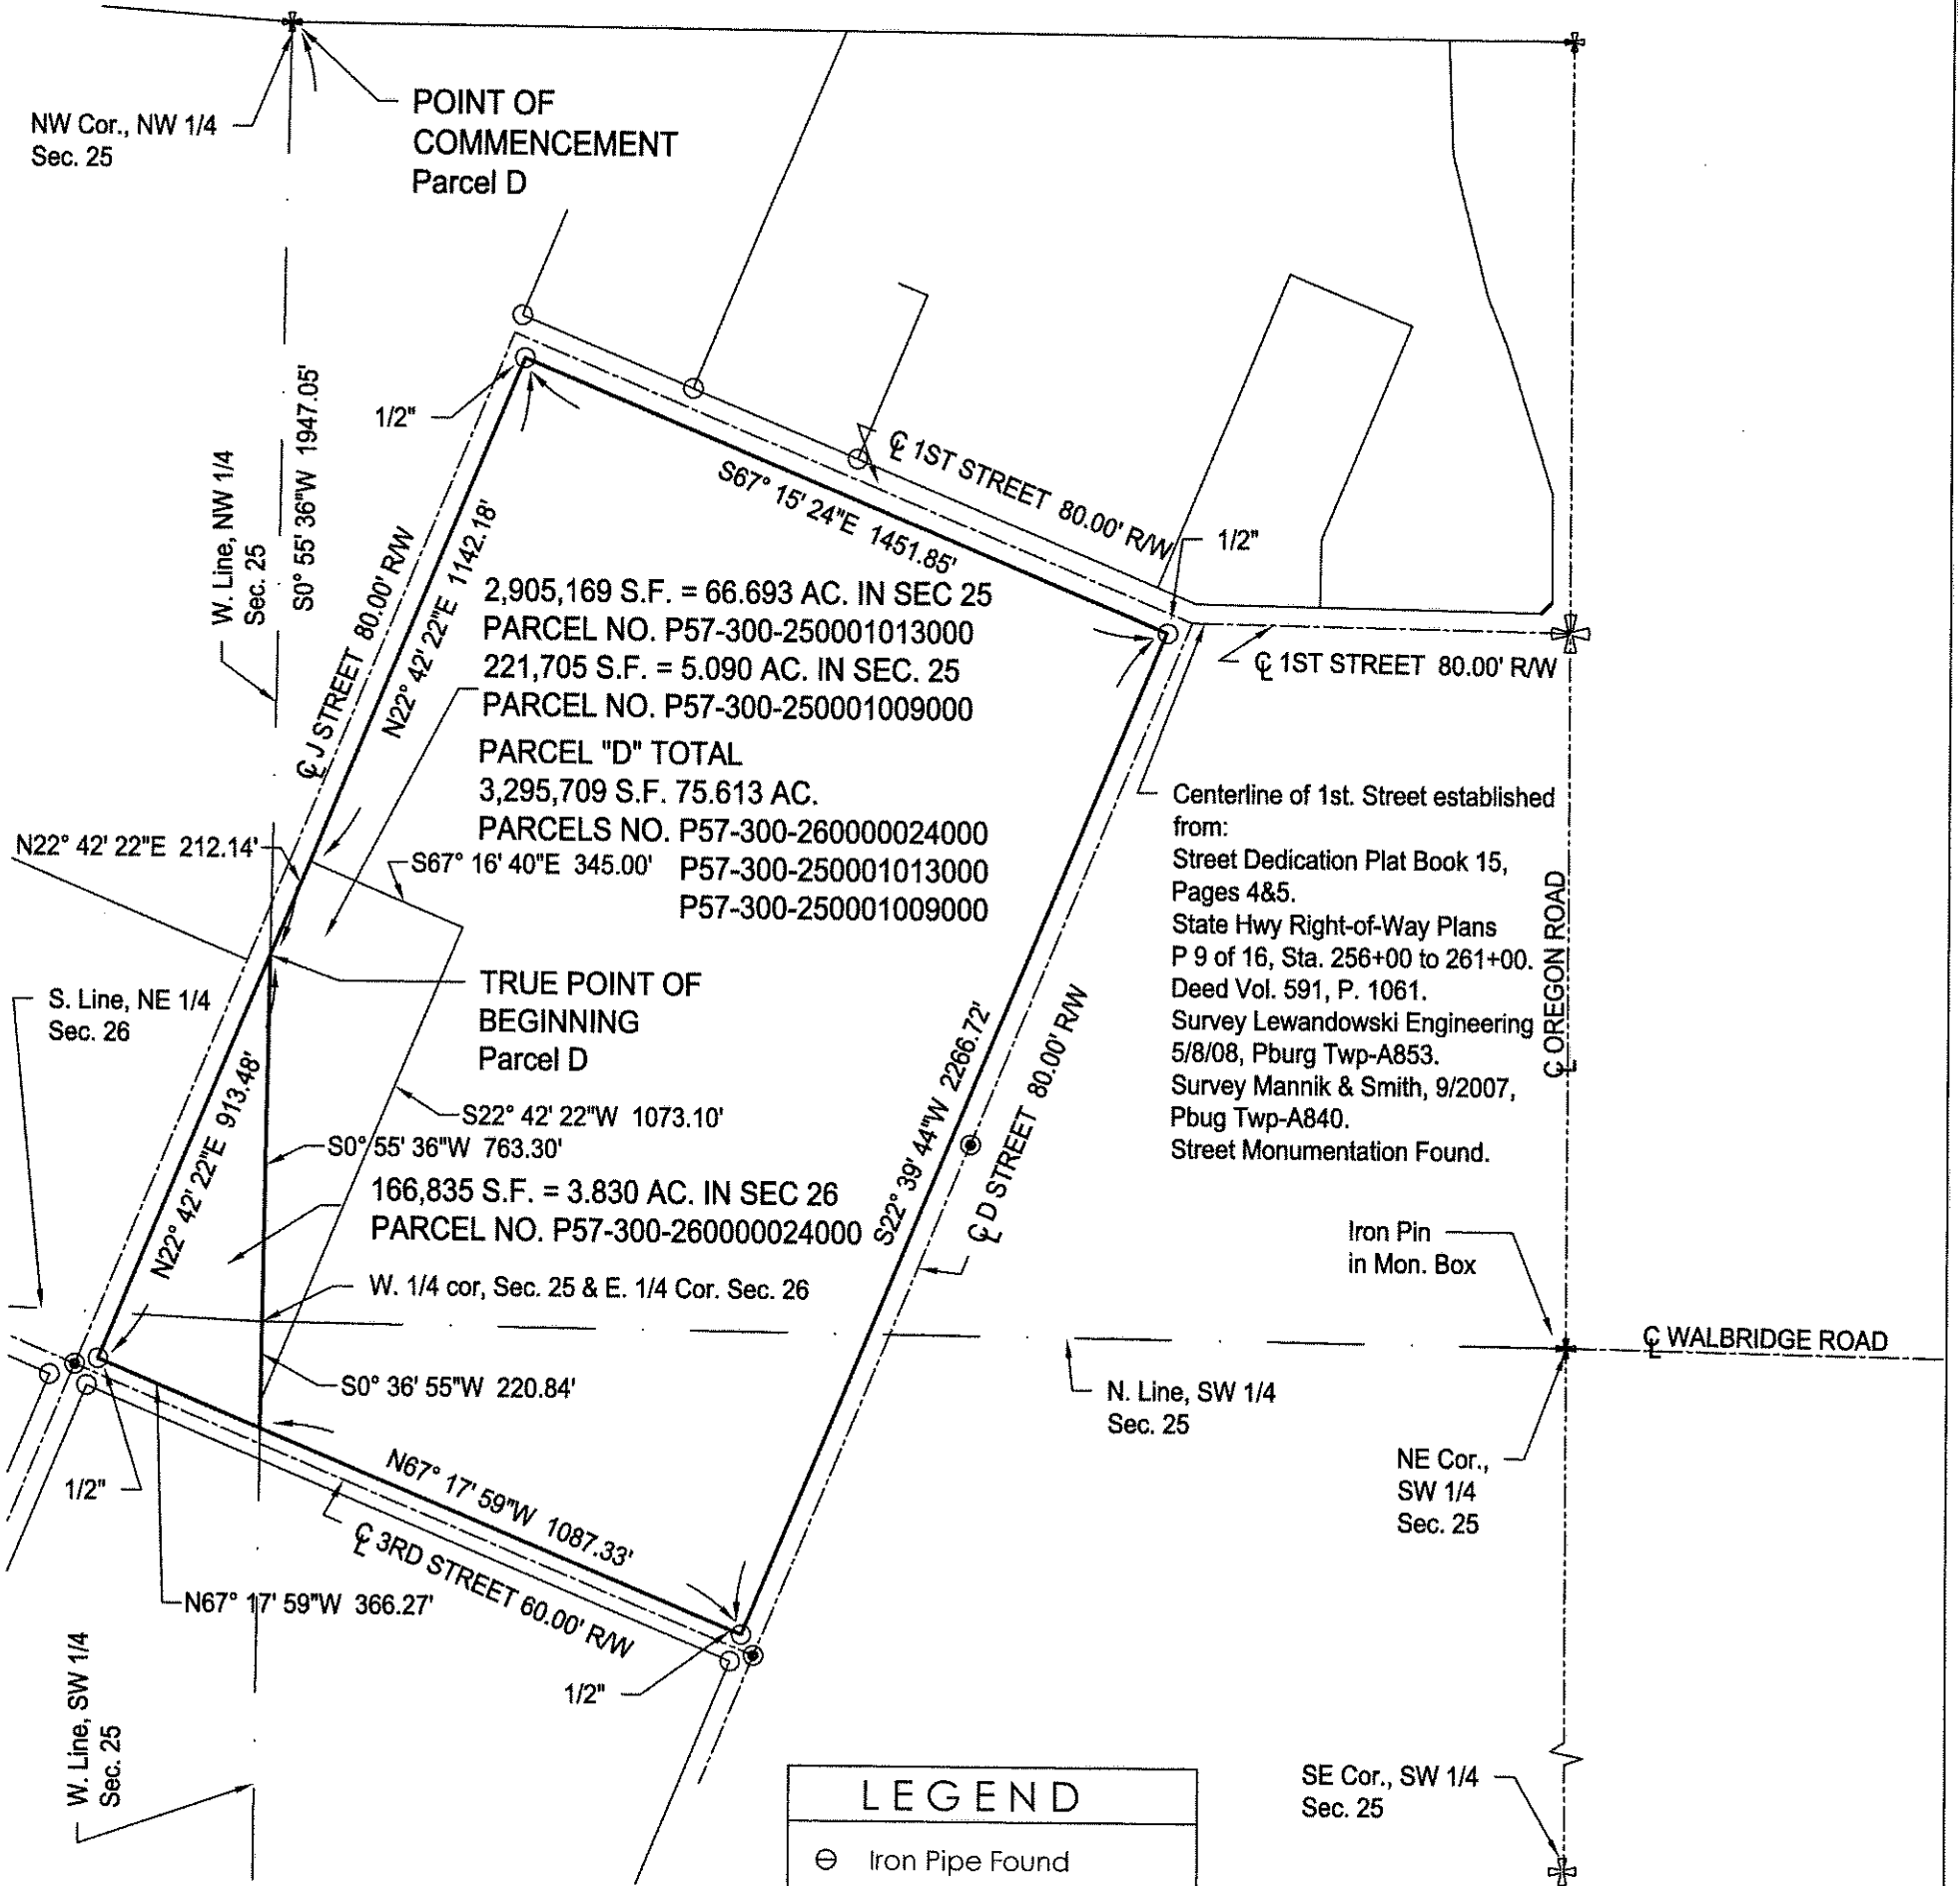 NW Cor., NW 1/4
Sec. 25
POINT OF
COMMENCEMENT
Parcel D
W. Line, NW 1/4
Sec. 25
S0° 55' 36"W 1947.05'
1/2"
℄ J STREET 80.00' R/W
N22° 42' 22"E 1142.18'
S67° 15' 24"E 1451.85'
℄ 1ST STREET 80.00' R/W
1/2"
℄ 1ST STREET 80.00' R/W
2,905,169 S.F. = 66.693 AC. IN SEC 25
PARCEL NO. P57-300-250001013000
221,705 S.F. = 5.090 AC. IN SEC. 25
PARCEL NO. P57-300-250001009000
PARCEL "D" TOTAL
3,295,709 S.F. 75.613 AC.
PARCELS NO. P57-300-260000024000
P57-300-250001013000
P57-300-250001009000
N22° 42' 22"E 212.14'
S67° 16' 40"E 345.00'
Centerline of 1st. Street established
from:
Street Dedication Plat Book 15,
Pages 4&5.
State Hwy Right-of-Way Plans
P 9 of 16, Sta. 256+00 to 261+00.
Deed Vol. 591, P. 1061.
Survey Lewandowski Engineering
5/8/08, Pburg Twp-A853.
Survey Mannik & Smith, 9/2007,
Pbug Twp-A840.
Street Monumentation Found.
℄ OREGON ROAD
S. Line, NE 1/4
Sec. 26
TRUE POINT OF
BEGINNING
Parcel D
N22° 42' 22"E 913.48'
S22° 42' 22"W 1073.10'
S0° 55' 36"W 763.30'
S22° 39' 44"W 2266.72'
℄ D STREET 80.00' R/W
166,835 S.F. = 3.830 AC. IN SEC 26
PARCEL NO. P57-300-260000024000
W. 1/4 cor, Sec. 25 & E. 1/4 Cor. Sec. 26
Iron Pin
in Mon. Box
℄ WALBRIDGE ROAD
S0° 36' 55"W 220.84'
N. Line, SW 1/4
Sec. 25
NE Cor.,
SW 1/4
Sec. 25
1/2"
N67° 17' 59"W 1087.33'
℄ 3RD STREET 60.00' R/W
N67° 17' 59"W 366.27'
1/2"
W. Line, SW 1/4
Sec. 25
SE Cor., SW 1/4
Sec. 25
LEGEND
Iron Pipe Found